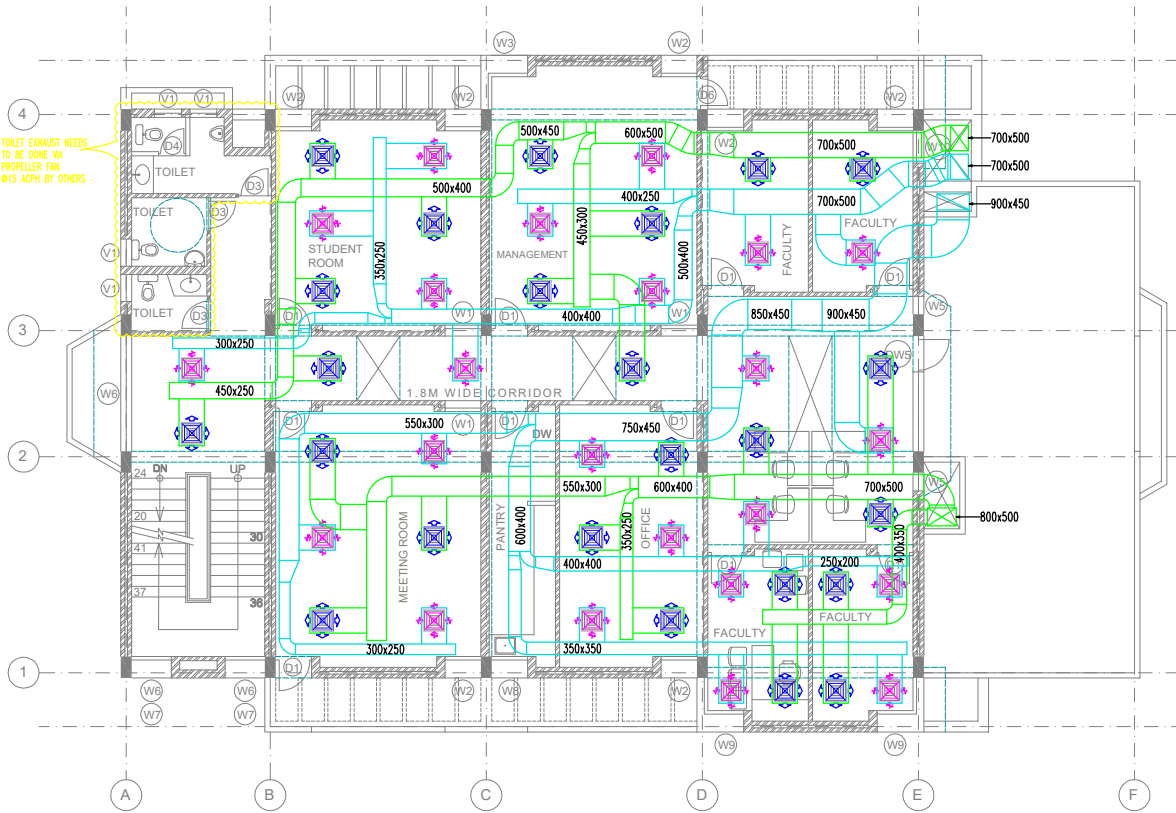 W3
W2
4
V1
V1
W2
W2
D6
W2
TOILET EXHAUST NEEDS
TO BE DONE VIA
PROPELLER FAN
@15 ACPH BY OTHERS
D4
500x450
600x500
W2
700x500
700x500
700x500
TOILET
D3
500x400
400x250
700x500
900x450
TOILET
D3
STUDENT
ROOM
350x250
MANAGEMENT
450x300
500x400
FACULTY
FACULTY
V1
V1
TOILET
D3
D1
W1
D1
400x400
W1
D1
D1
W5
3
300x250
850x450
900x450
DW5
W6
450x250
1.8M WIDE CORRIDOR
D1
550x300
W1
D1
DW
750x450
D1
2
24
DN
UP
20
41
37
30
36
MEETING ROOM
PANTRY
600x400
550x300
350x250
600x400
OFFICE
700x500
W5
800x500
400x350
400x400
D1
250x200
FACULTY
FACULTY
300x250
350x350
1
D1
W6
W6
W2
W8
W2
W7
W7
W9
W9
A
B
C
D
E
F